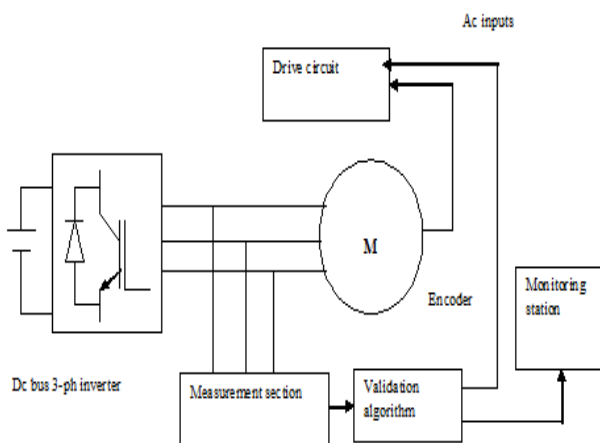 Ac inputs
Drive circuit
M
Encoder
Monitoring
station
Dc bus 3-ph inverter
Measurement section
Validation
algorithm